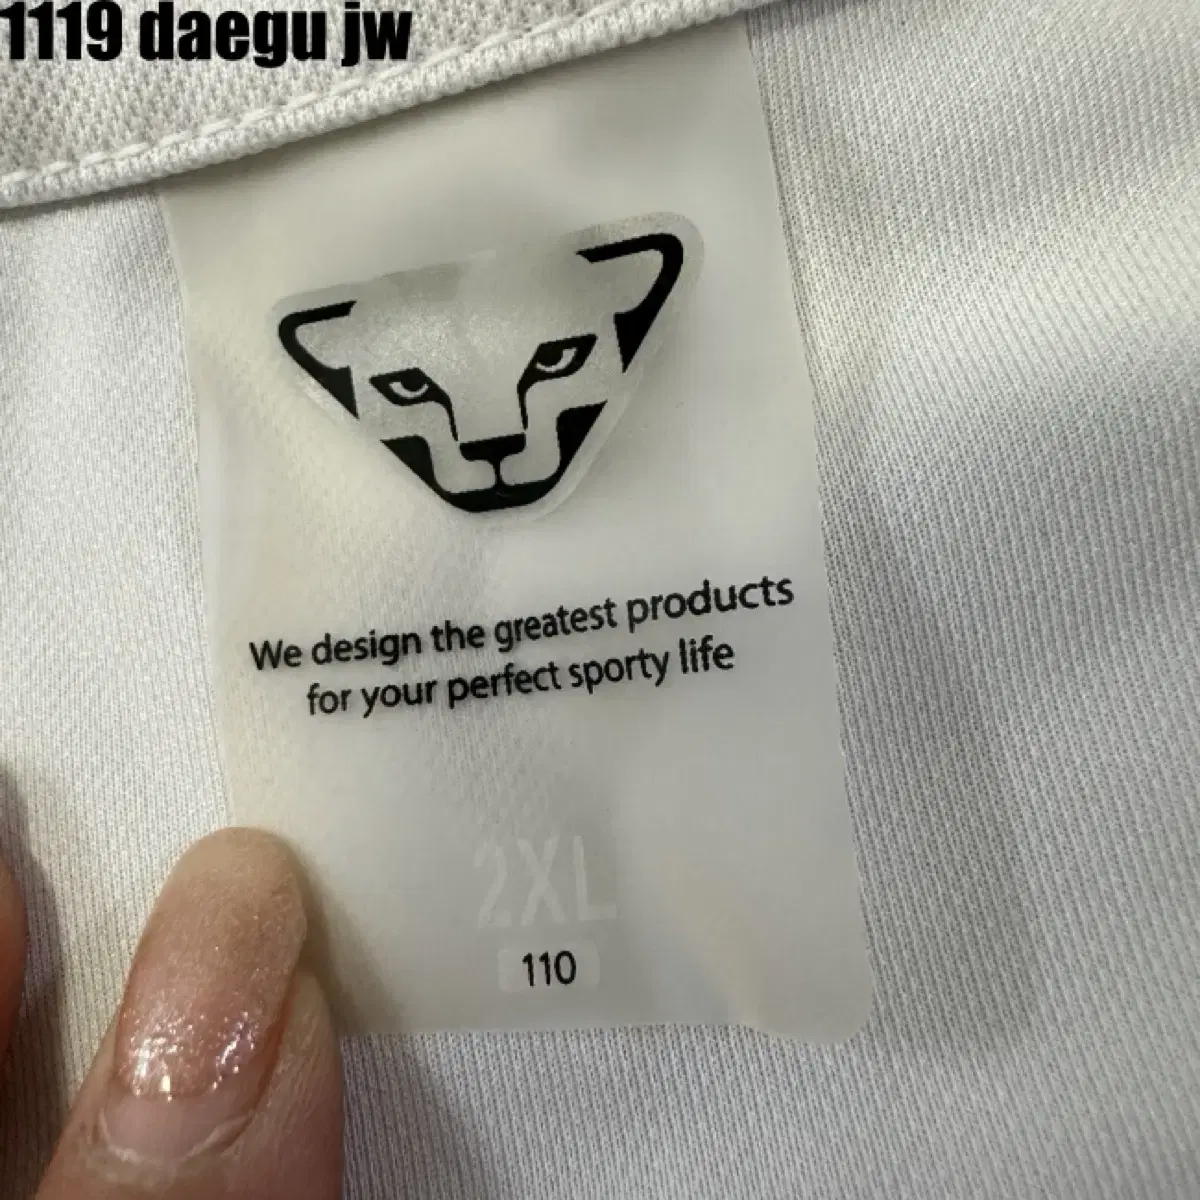 1119 daegu jw
We design the greatest products
for your perfect sporty life
2XL
110